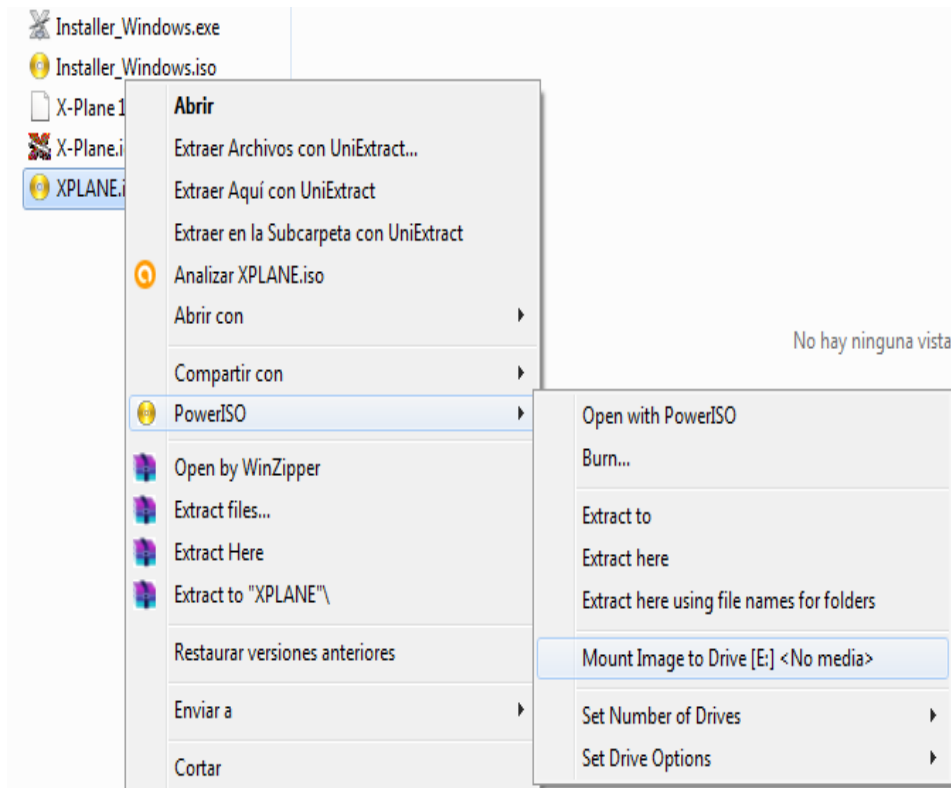 Installer_Windows.exe
Installer_Windows.iso
X-Plane 1
X-Plane.i
XPLANE.i
Abrir
Extraer Archivos con UniExtract...
Extraer Aquí con UniExtract
Extraer en la Subcarpeta con UniExtract
Analizar XPLANE.iso
Abrir con
Compartir con
PowerISO
Open by WinZipper
Extract files...
Extract Here
Extract to "XPLANE"\
Restaurar versiones anteriores
Enviar a
Cortar
No hay ninguna vista
Open with PowerISO
Burn...
Extract to
Extract here
Extract here using file names for folders
Mount Image to Drive [E:] <No media>
Set Number of Drives
Set Drive Options